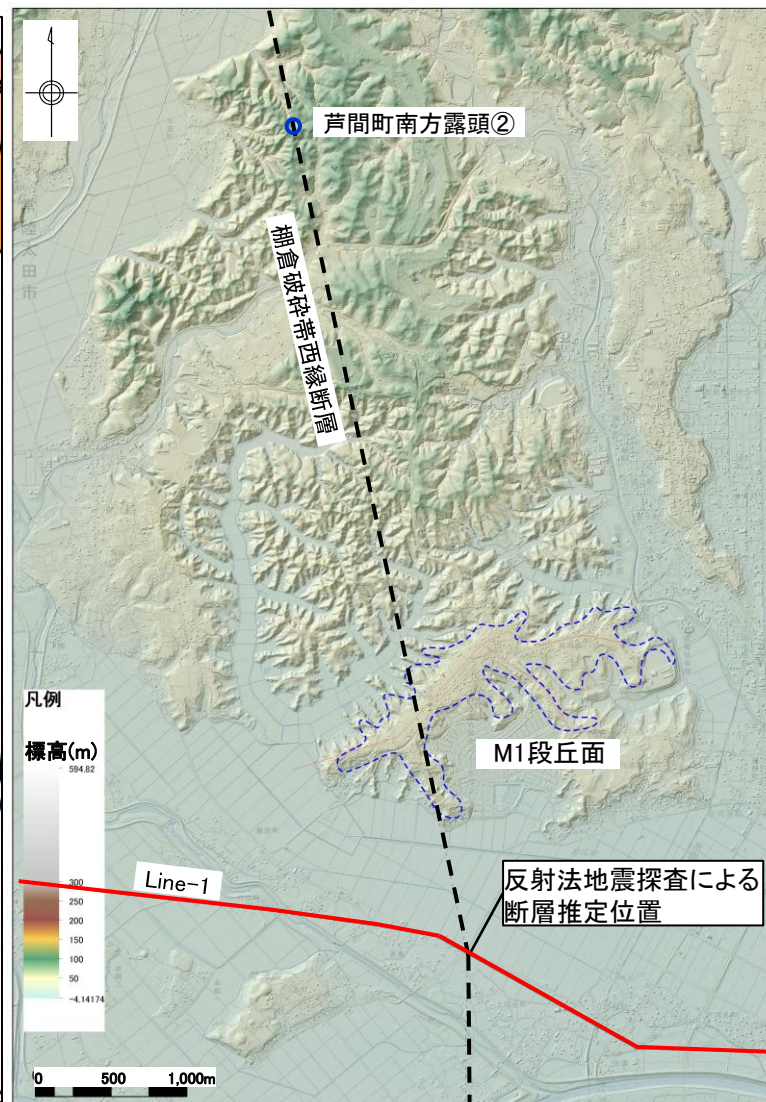 芦間町南方露頭②
棚倉破砕帯西縁断層
太田市
M1段丘面
凡例
標高(m)
594.82
300
250
200
150
100
50
-4.14174
Line-1
反射法地震探査による
断層推定位置
0 500 1,000m